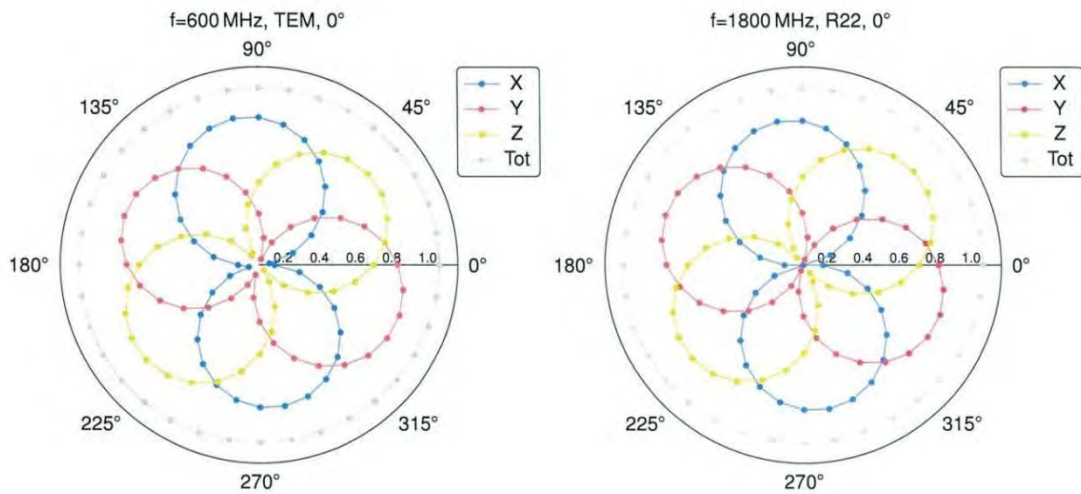 f=600 MHz, TEM, 0°
90°
135°
45°
X
Y
Z
Tot
180°
0.2 0.4 0.6 0.8 1.0
0°
225°
315°
270°
f=1800 MHz, R22, 0°
90°
135°
45°
X
Y
Z
Tot
180°
0.2 0.4 0.6 0.8 1.0
0°
225°
315°
270°